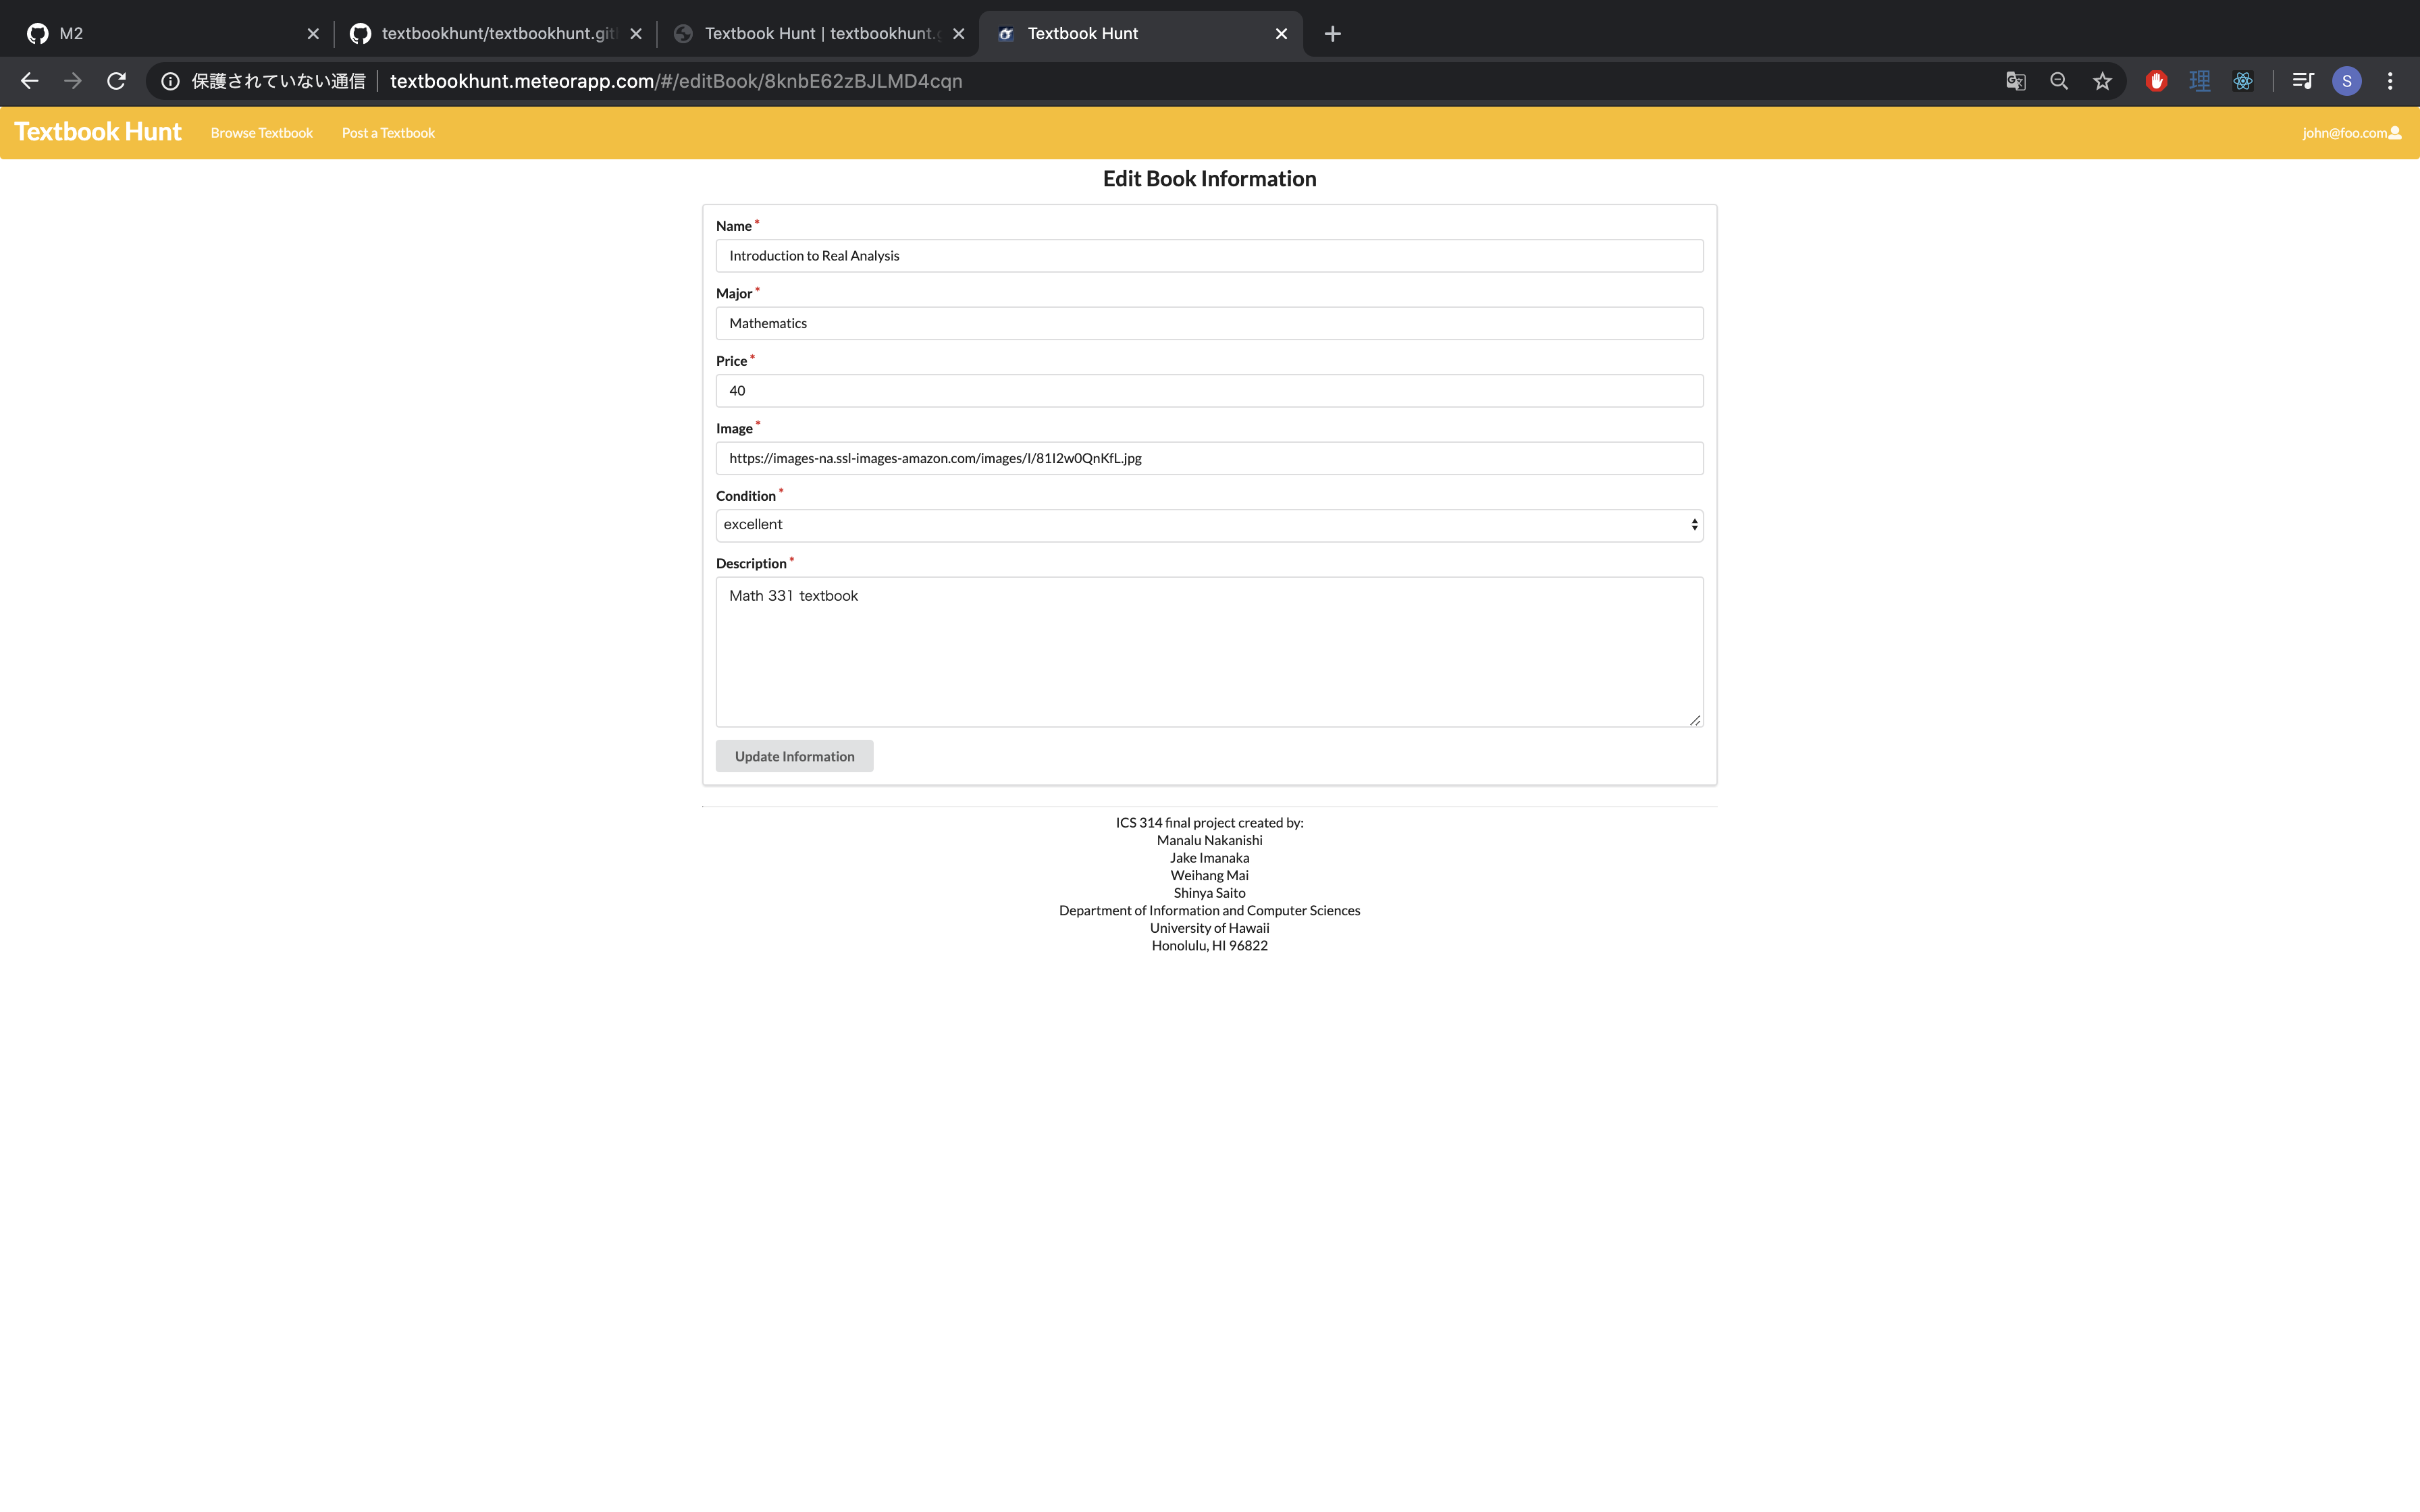 M2
textbookhunt/textbookhunt.git
Textbook Hunt | textbookhunt.g
Textbook Hunt
保護されていない通信 | textbookhunt.meteorapp.com/#/editBook/8knbE62zBJLMD4cqn
理
S
Textbook Hunt Browse Textbook Post a Textbook john@foo.com
Edit Book Information
Name *
Introduction to Real Analysis
Major *
Mathematics
Price *
40
Image *
https://images-na.ssl-images-amazon.com/images/I/81I2w0QnKfL.jpg
Condition *
excellent
Description *
Math 331 textbook
Update Information
ICS 314 final project created by:
Manalu Nakanishi
Jake Imanaka
Weihang Mai
Shinya Saito
Department of Information and Computer Sciences
University of Hawaii
Honolulu, HI 96822